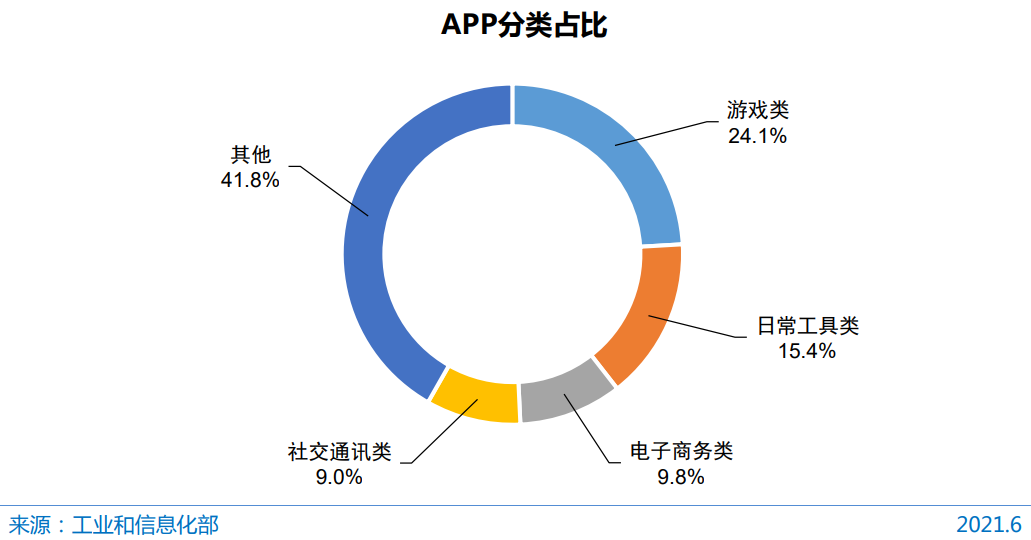 APP分类占比
游戏类
24.1%
其他
41.8%
日常工具类
15.4%
社交通讯类
9.0%
电子商务类
9.8%
来源：工业和信息化部
2021.6